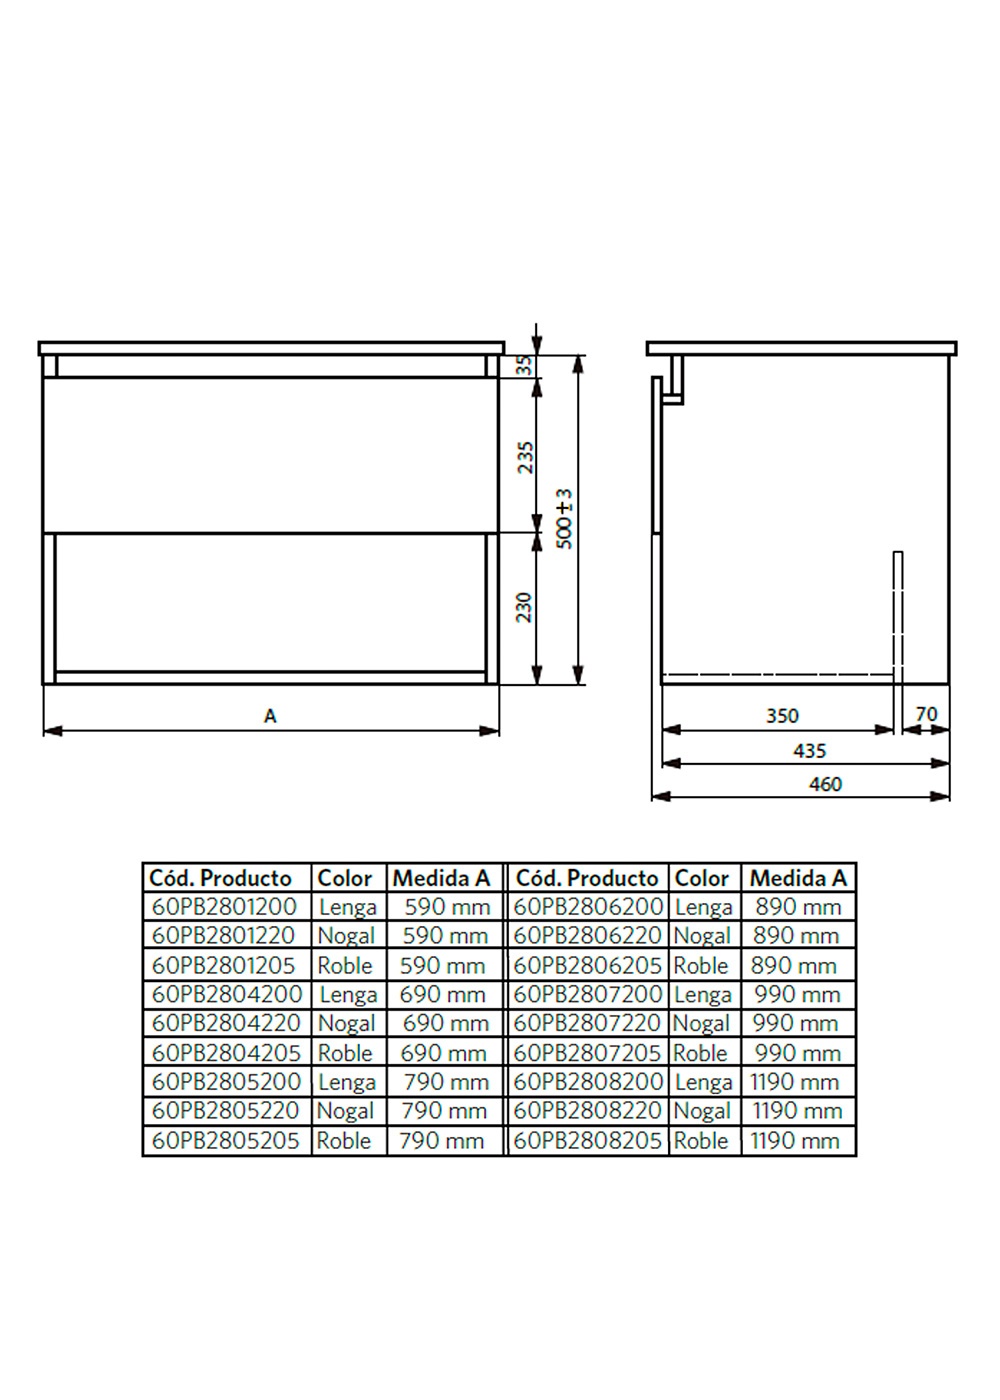 35
235
500±3
230
A
350
70
435
460
Cód. Producto Color Medida A Cód. Producto Color Medida A
60PB2801200 Lenga 590 mm 60PB2806200 Lenga 890 mm
60PB2801220 Nogal 590 mm 60PB2806220 Nogal 890 mm
60PB2801205 Roble 590 mm 60PB2806205 Roble 890 mm
60PB2804200 Lenga 690 mm 60PB2807200 Lenga 990 mm
60PB2804220 Nogal 690 mm 60PB2807220 Nogal 990 mm
60PB2804205 Roble 690 mm 60PB2807205 Roble 990 mm
60PB2805200 Lenga 790 mm 60PB2808200 Lenga 1190 mm
60PB2805220 Nogal 790 mm 60PB2808220 Nogal 1190 mm
60PB2805205 Roble 790 mm 60PB2808205 Roble 1190 mm